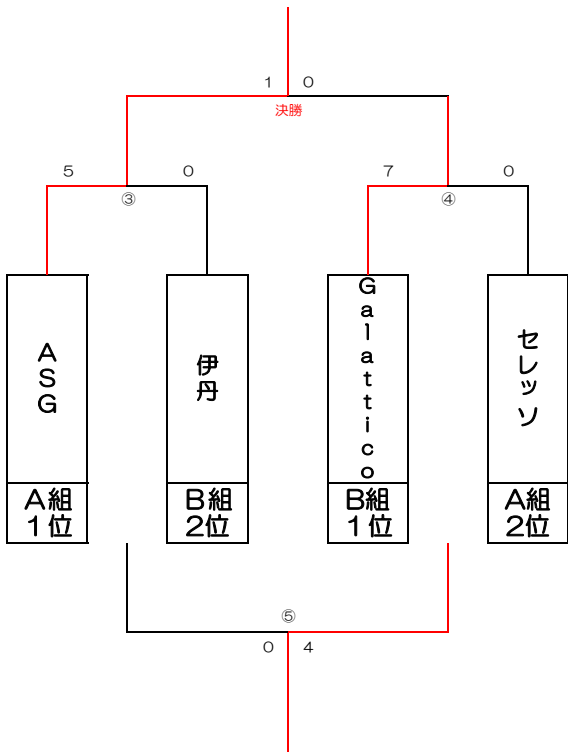 1 0
決勝
5 0 7 0
③ ④
ASG
伊丹
Galattico
セレッソ
A組
1位
B組
2位
B組
1位
A組
2位
⑤
0 4